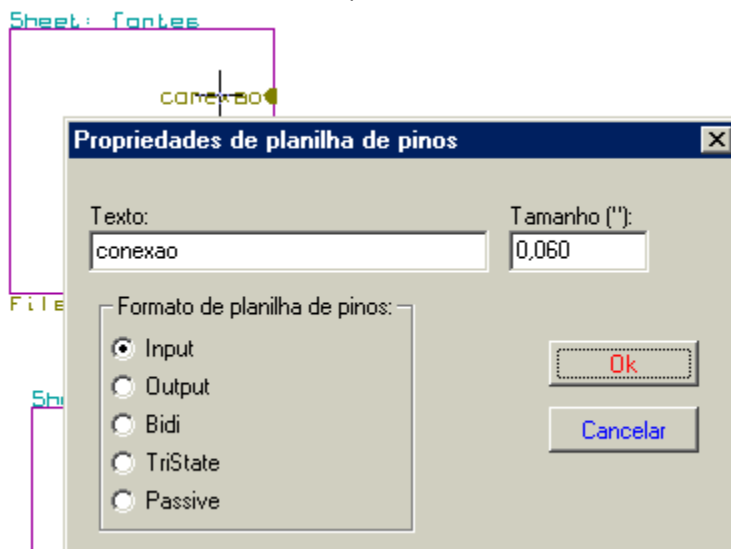 Sheet: fontes
conexao
Propriedades de planilha de pinos
Texto:
Tamanho ("):
conexao
0,060
File
Formato de planilha de pinos:
Input
Ok
Output
Bidi
Cancelar
TriState
Passive